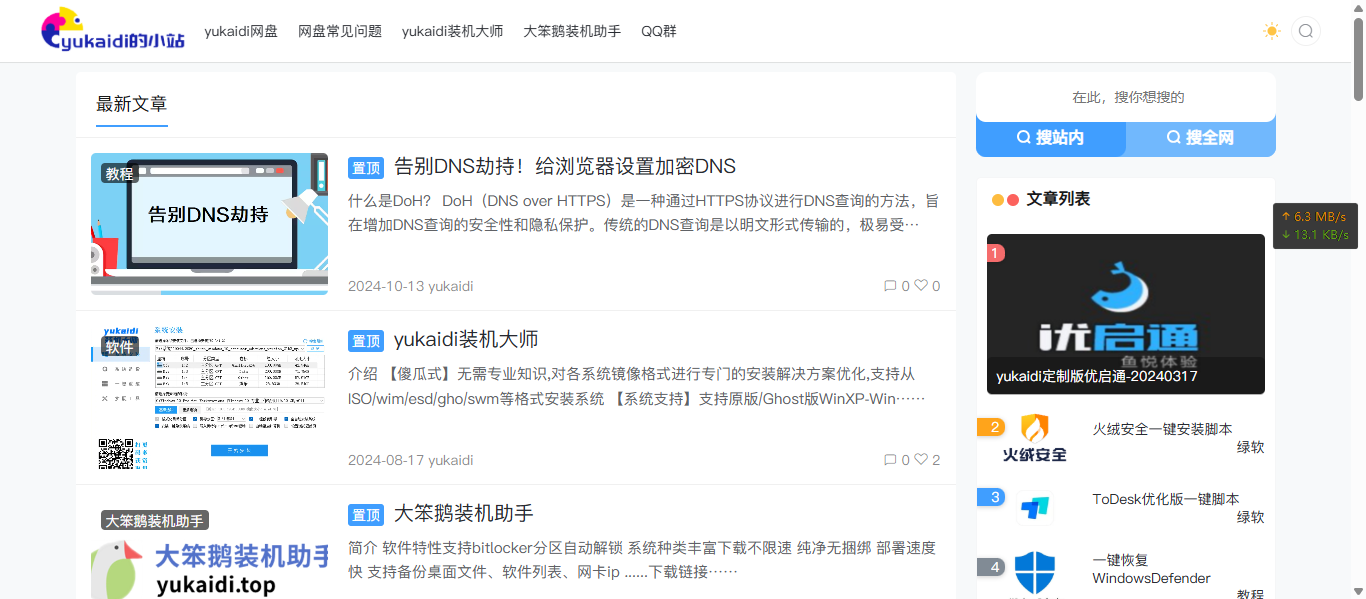 yukaidi的小站
yukaidi网盘
网盘常见问题
yukaidi装机大师
大笨鹅装机助手
QQ群
最新文章
教程
告别DNS劫持
置顶
告别DNS劫持！给浏览器设置加密DNS
什么是DoH？ DoH（DNS over HTTPS）是一种通过HTTPS协议进行DNS查询的方法，旨
在增加DNS查询的安全性和隐私保护。传统的DNS查询是以明文形式传输的，极易受…
2024-10-13 yukaidi
0
0
yukaidi
软件
系统安装
置顶
yukaidi装机大师
介绍 【傻瓜式】无需专业知识,对各系统镜像格式进行专门的安装解决方案优化,支持从
ISO/wim/esd/gho/swm等格式安装系统 【系统支持】支持原版/Ghost版WinXP-Win……
2024-08-17 yukaidi
0
2
大笨鹅装机助手
大笨鹅装机助手
yukaidi.top
置顶
大笨鹅装机助手
简介 软件特性支持bitlocker分区自动解锁 系统种类丰富下载不限速 纯净无捆绑 部署速度
快 支持备份桌面文件、软件列表、网卡ip ......下载链接……
在此，搜你想搜的
搜站内
搜全网
文章列表
↑ 6.3 MB/s
↓ 13.1 KB/s
1
优启通
鱼悦体验
yukaidi定制版优启通-20240317
2
火绒安全
火绒安全一键安装脚本
绿软
3
ToDesk优化版一键脚本
绿软
4
一键恢复
WindowsDefender
教程